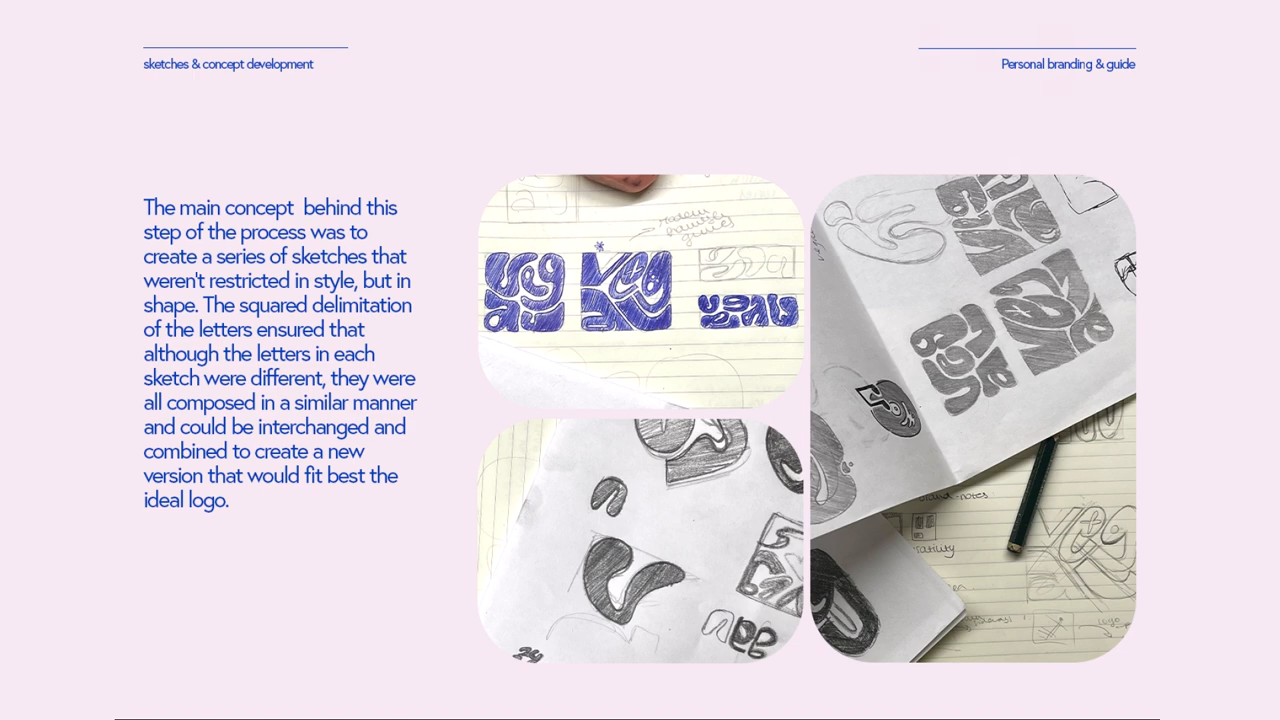 sketches & concept development
Personal branding & guide
The main concept  behind this
step of the process was to
create a series of sketches that
weren't restricted in style, but in
shape. The squared delimitation
of the letters ensured that
although the letters in each
sketch were different, they were
all composed in a similar manner
and could be interchanged and
combined to create a new
version that would fit best the
ideal logo.